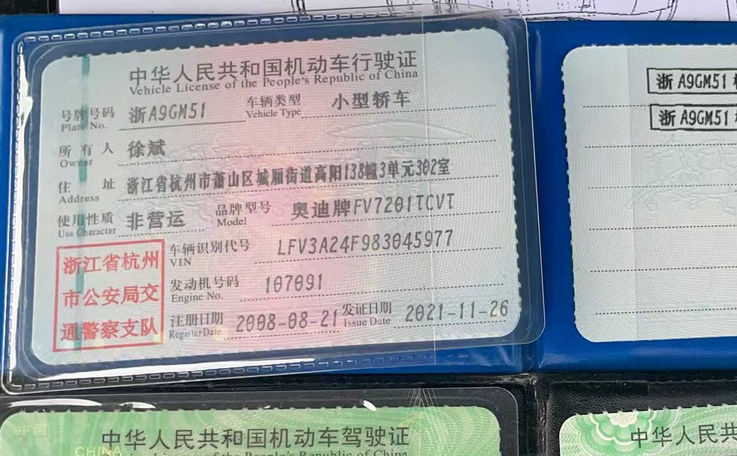 中华人民共和国机动车行驶证
Vehicle License of the People's Republic of China
号牌号码 浙A9GM51 车辆类型 小型轿车
Plate No. Vehicle Type
所有人 徐斌
Owner
住址 浙江省杭州市萧山区城厢街道高阳138幢3单元302室
Address
使用性质 非营运 品牌型号 奥迪牌FV7201TCVT
Use Character Model
浙江省杭州
市公安局交
通警察支队
车辆识别代号 LFV3A24F983045977
VIN
发动机号码 107091
Engine No.
注册日期 2008-08-21 发证日期 2021-11-26
Register Date Issue Date
浙A9GM51
浙A9GM51
中华人民共和国机动车驾驶证
CHINA
License of the People's Republic of China
中华人民共和